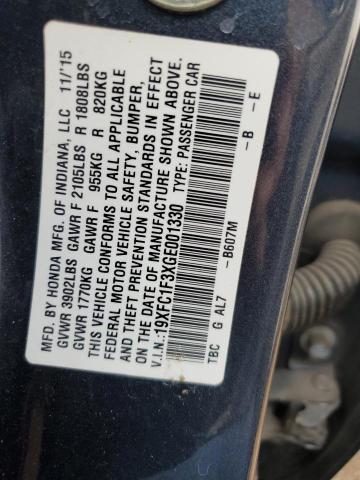 MFD. BY HONDA MFG. OF INDIANA, LLC 11/15
GVWR 3902LBS GAWR F 2105LBS R 1808LBS
GVWR 1770KG GAWR F 955KG R 820KG
THIS VEHICLE CONFORMS TO ALL APPLICABLE
FEDERAL MOTOR VEHICLE SAFETY, BUMPER,
AND THEFT PREVENTION STANDARDS IN EFFECT
ON THE DATE OF MANUFACTURE SHOWN ABOVE.
V.I.N.:19XFC1F3XGE001330 TYPE: PASSENGER CAR
-B607M -B -E
TBC G AL7